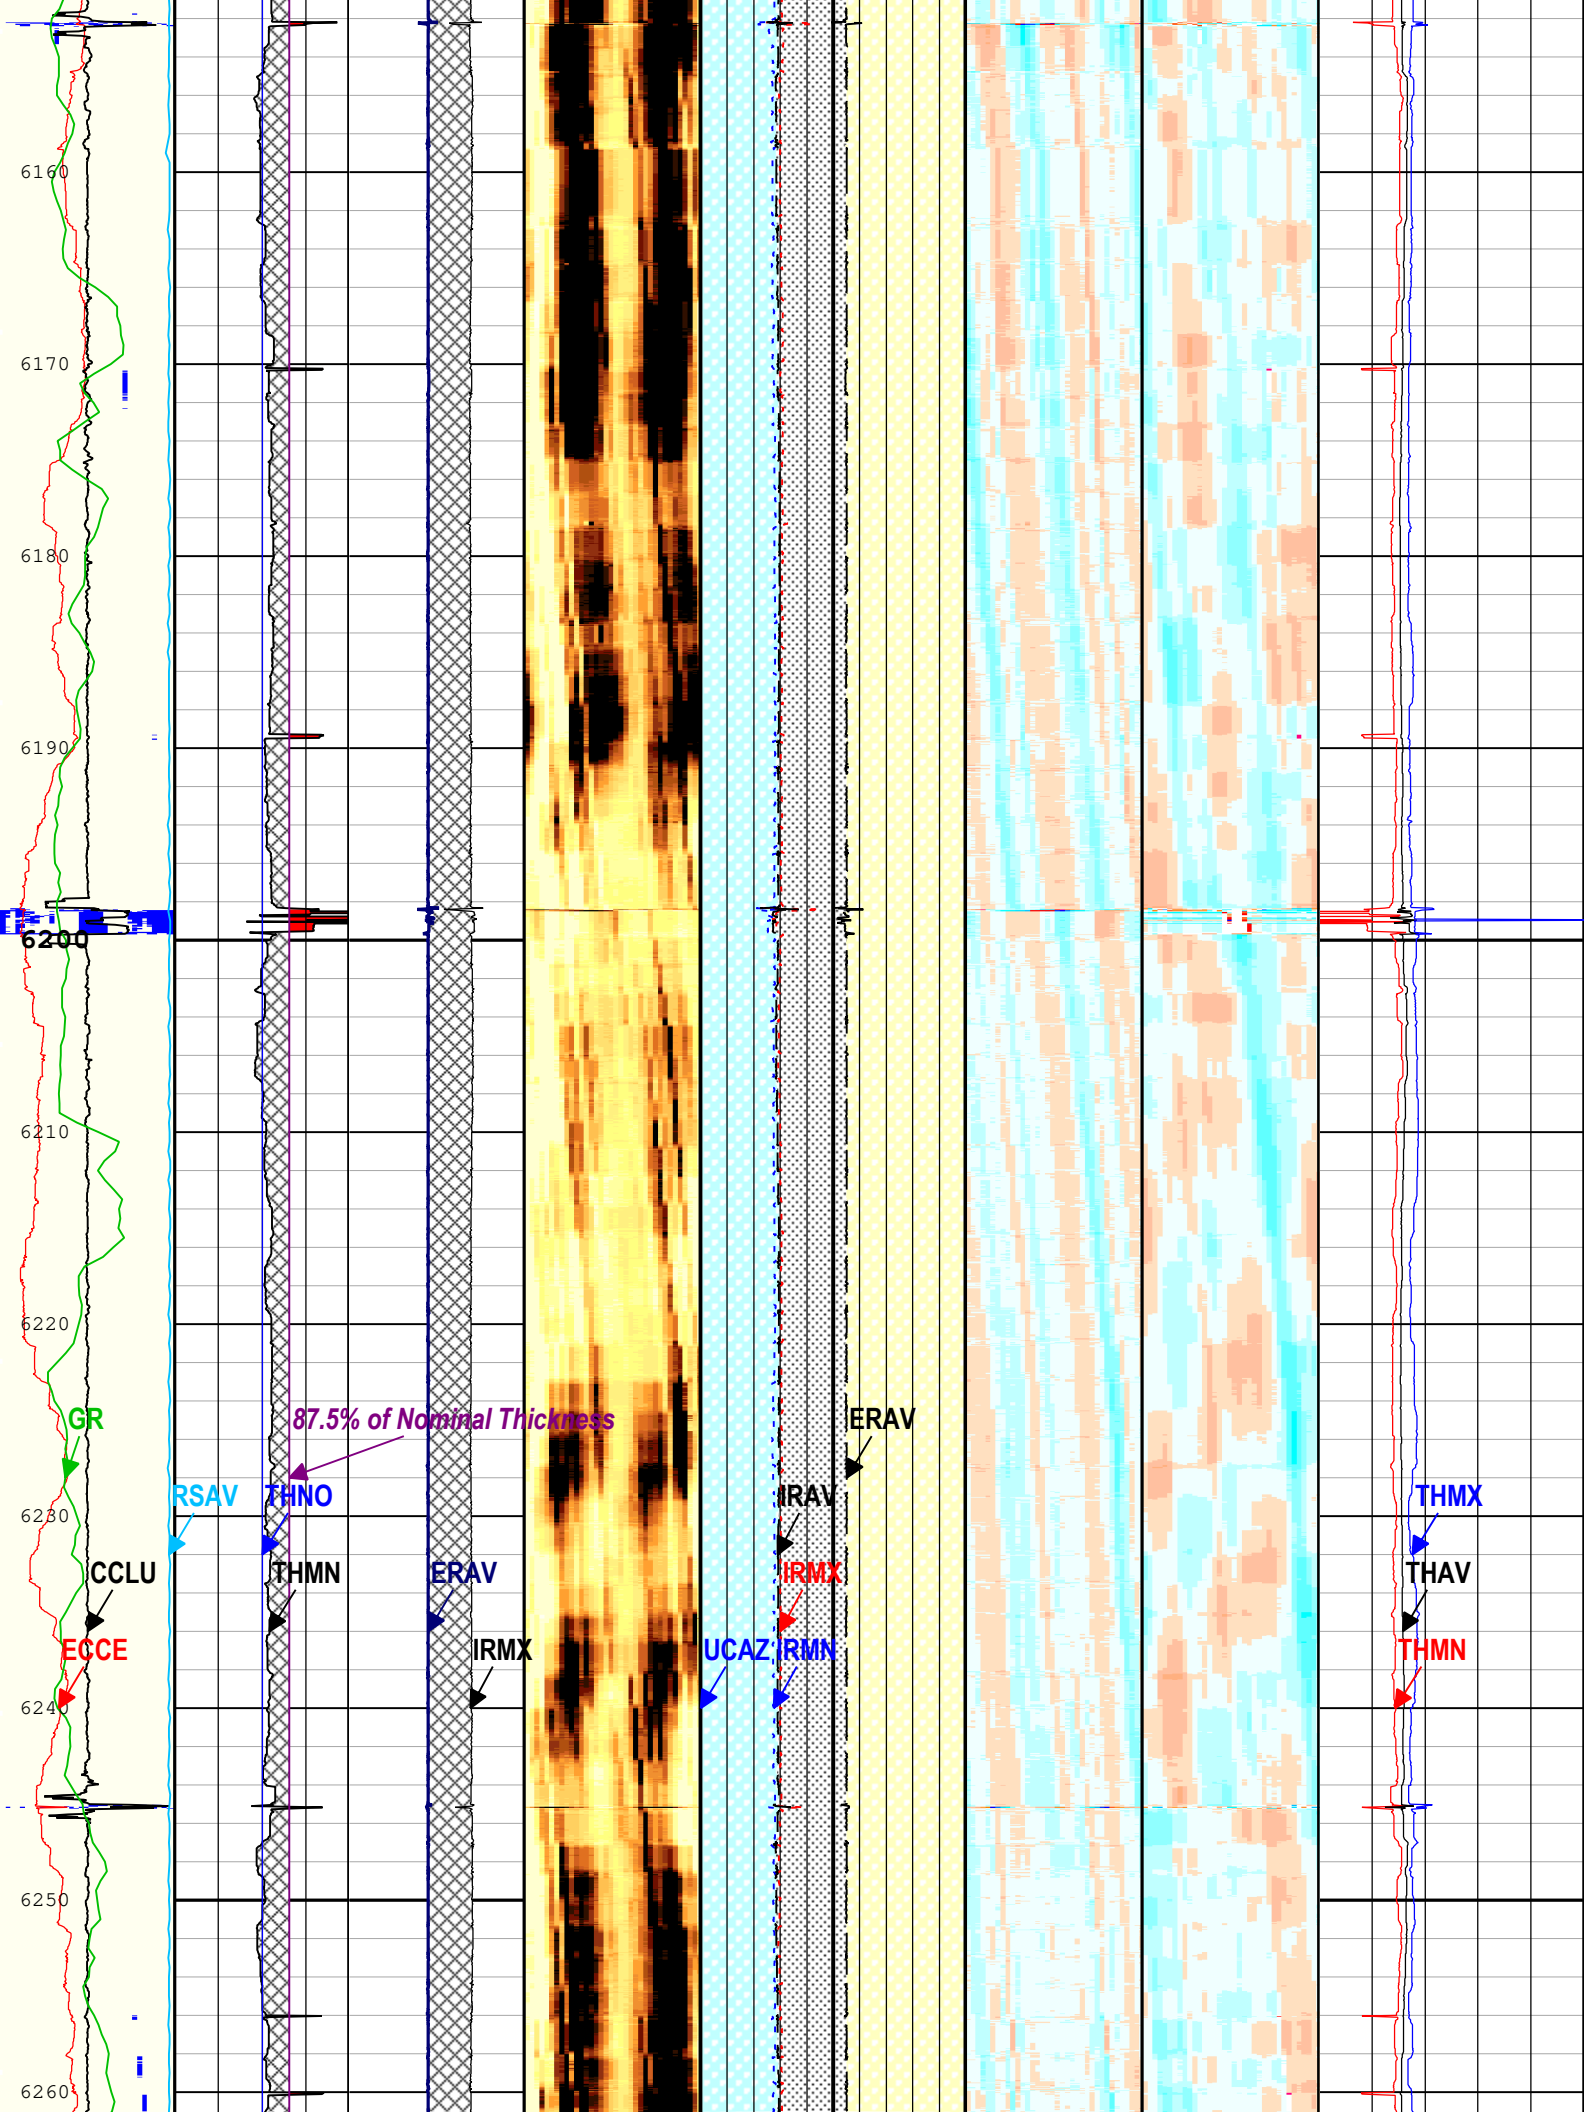 6160
6170
6180
6190
6200
6210
6220
GR
87.5% of Nominal Thickness
ERAV
RSAV
THNO
IRAV
THMX
6230
CCLU
THMN
ERAV
IRMX
THAV
ECCE
IRMX
UCAZ
IRMN
THMN
6240
6250
6260